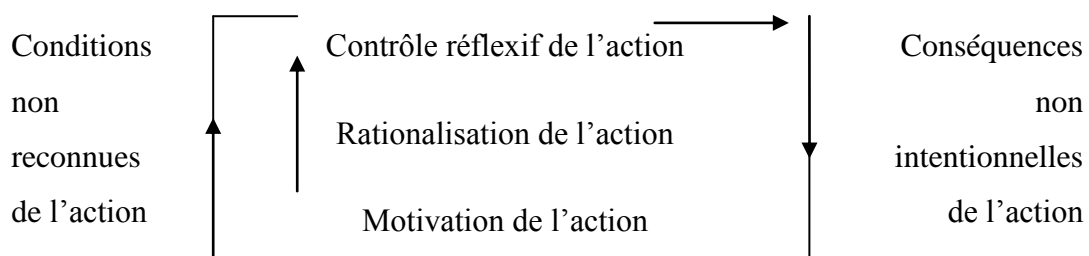 Conditions
non
reconnues
de l’action
Contrôle réflexif de l’action
Rationalisation de l’action
Motivation de l’action
Conséquences
non
intentionnelles
de l’action